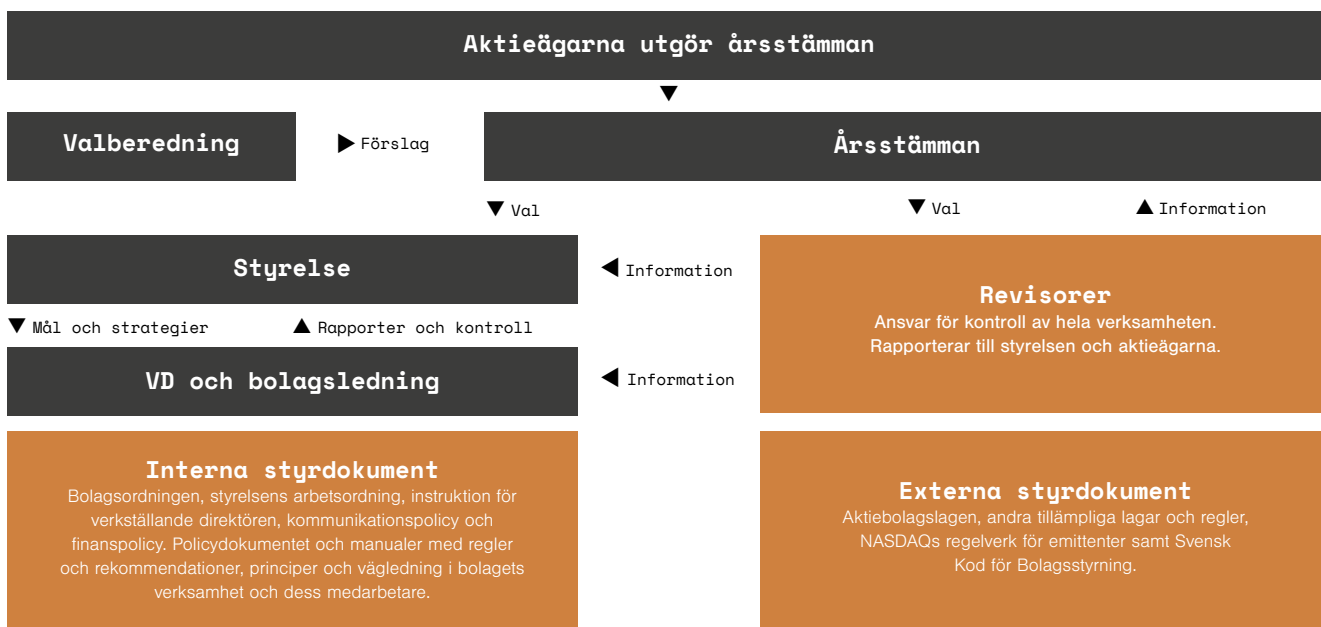 Aktieägarna utgör årsstämman
Valberedning
Förslag
Årsstämman
Val
Val
Information
Styrelse
Information
Mål och strategier
Rapporter och kontroll
VD och bolagsledning
Information
Revisorer
Ansvar för kontroll av hela verksamheten.
Rapporterar till styrelsen och aktieägarna.
Interna styrdokument
Bolagsordningen, styrelsens arbetsordning, instruktion för
verkställande direktören, kommunikationspolicy och
finanspolicy. Policydokumentet och manualer med regler
och rekommendationer, principer och vägledning i bolagets
verksamhet och dess medarbetare.
Externa styrdokument
Aktiebolagslagen, andra tillämpliga lagar och regler,
NASDAQs regelverk för emittenter samt Svensk
Kod för Bolagsstyrning.